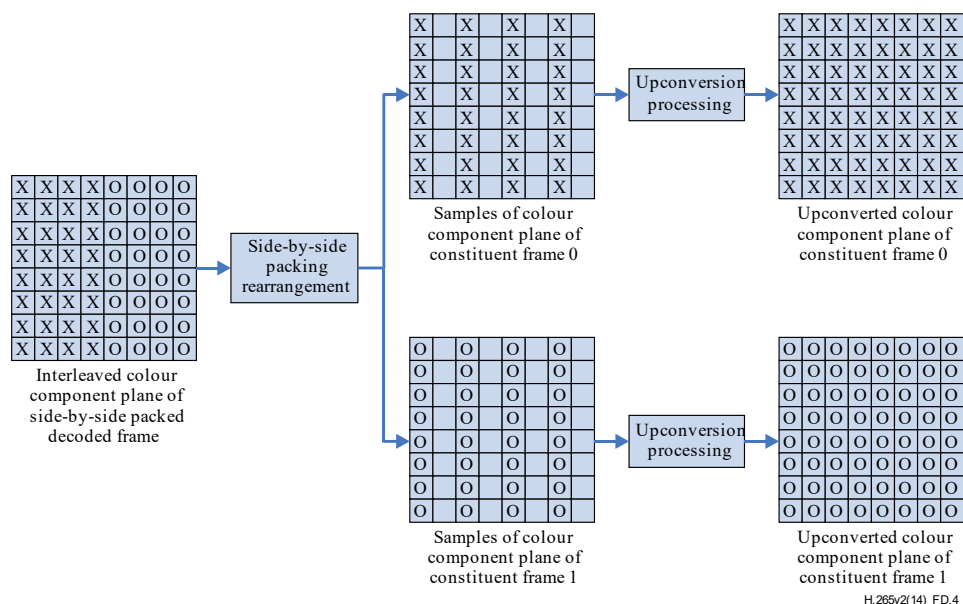 X X X X
X X X X
X X X X
X X X X
X X X X
X X X X
X X X X
X X X X
Samples of colour
component plane of
constituent frame 0
Upconversion
processing
X X X X X X X X
X X X X X X X X
X X X X X X X X
X X X X X X X X
X X X X X X X X
X X X X X X X X
X X X X X X X X
X X X X X X X X
Upconverted colour
component plane of
constituent frame 0
X X X X O O O O
X X X X O O O O
X X X X O O O O
X X X X O O O O
X X X X O O O O
X X X X O O O O
X X X X O O O O
X X X X O O O O
Interleaved colour
component plane of
side-by-side packed
decoded frame
Side-by-side
packing
rearrangement
O O O O
O O O O
O O O O
O O O O
O O O O
O O O O
O O O O
O O O O
Samples of colour
component plane of
constituent frame 1
Upconversion
processing
O O O O O O O O
O O O O O O O O
O O O O O O O O
O O O O O O O O
O O O O O O O O
O O O O O O O O
O O O O O O O O
O O O O O O O O
Upconverted colour
component plane of
constituent frame 1
H.265v2(14)_FD.4